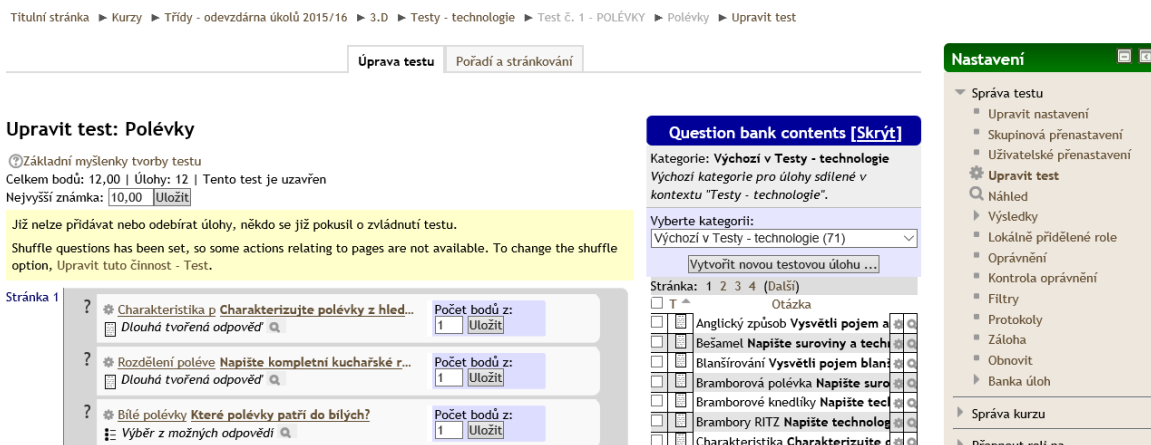 Titulní stránka ► Kurzy ► Třídy - odevzdárna úkolů 2015/16 ► 3.D ► Testy - technologie ► Test č. 1 - POLÉVKY ► Polévky ► Upravit test
Úprava testu Pořadí a stránkování
Upravit test: Polévky
Základní myšlenky tvorby testu
Celkem bodů: 12,00 | Úlohy: 12 | Tento test je uzavřen
Nejvyšší známka: 10,00 Uložit
Již nelze přidávat nebo odebírat úlohy, někdo se již pokusil o zvládnutí testu.
Shuffle questions has been set, so some actions relating to pages are not available. To change the shuffle
option, Upravit tuto činnost - Test.
Stránka 1
? Charakteristika p Charakterizujte polévky z hled...
Dlouhá tvořená odpověď
Počet bodů z:
1 Uložit
? Rozdělení poléve Napište kompletní kuchařské r...
Dlouhá tvořená odpověď
Počet bodů z:
1 Uložit
? Bílé polévky Které polévky patří do bílých?
Výběr z možných odpovědí
Počet bodů z:
1 Uložit
Question bank contents [Skrýt]
Kategorie: Výchozí v Testy - technologie
Výchozí kategorie pro úlohy sdílené v
kontextu "Testy - technologie".
Vyberte kategorii:
Výchozí v Testy - technologie (71)
Vytvořit novou testovou úlohu ...
Stránka: 1 2 3 4 (Další)
T Otázka
Anglický způsob Vysvětli pojem a
Bešamel Napište suroviny a techn
Blanšírování Vysvětli pojem blanš
Bramborová polévka Napište suro
Bramborové knedlíky Napište tecl
Brambory RITZ Napište technolog
Charakteristika Charakterizujte
Nastavení
Správa testu
Upravit nastavení
Skupinová přenastavení
Uživatelské přenastavení
Upravit test
Náhled
Výsledky
Lokálně přidělené role
Oprávnění
Kontrola oprávnění
Filtry
Protokoly
Záloha
Obnovit
Banka úloh
Správa kurzu
Přepnout roli na